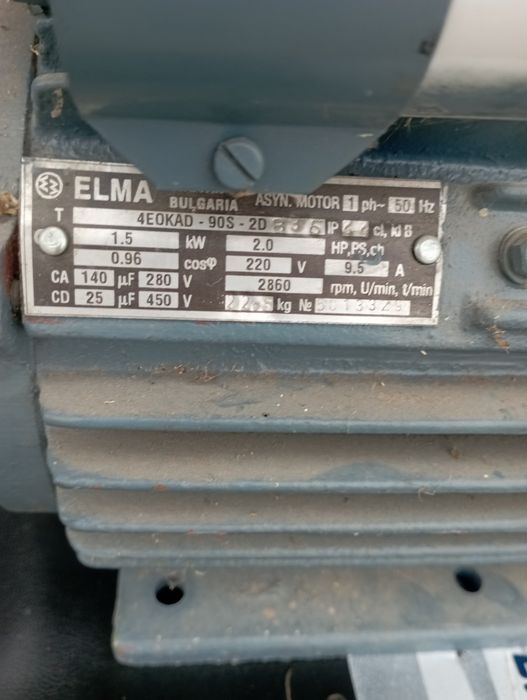 ELMA BULGARIA ASYN. MOTOR 1 ph~ 50 Hz
T 4EOKAD - 90S - 2D IP 44 cl, kl B
1.5 kW 2.0 HP,PS,ch
0.96 cosφ 220 V 9.5 A
CA 140 µF 280 V 2860 rpm, U/min, t/min
CD 25 µF 450 V kg №